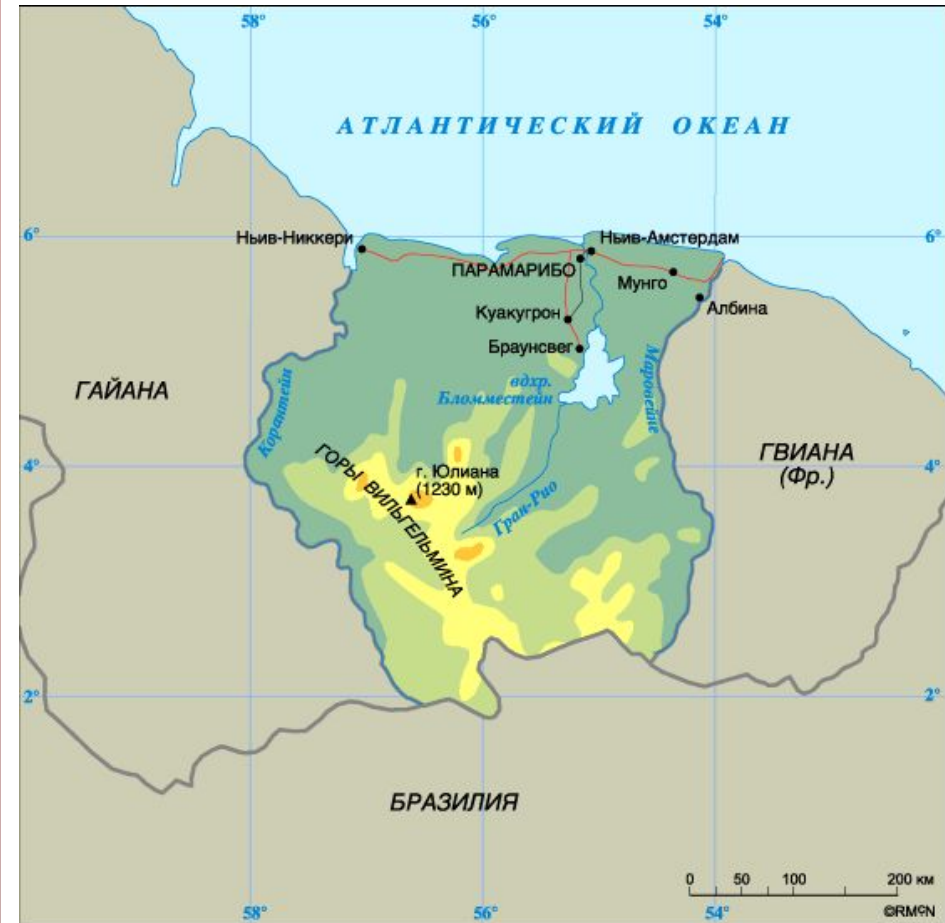 58° 56° 54°
АТЛАНТИЧЕСКИЙ ОКЕАН
6° 6°
Ньив-Никкери
Ньив-Амстердам
ПАРАМАРИБО
Мунго
Албина
Куакугрон
Браунсвег
вдхр.
Бломместейн
Маровейне
ГАЙАНА
Корантейн
ГВИАНА
(Фр.)
4° 4°
г. Юлиана
(1230 м)
ГОРЫ ВИЛЬГЕЛЬМИНА
Гран-Рио
2° 2°
БРАЗИЛИЯ
0 50 100 200 км
©RMCN
58° 56° 54°